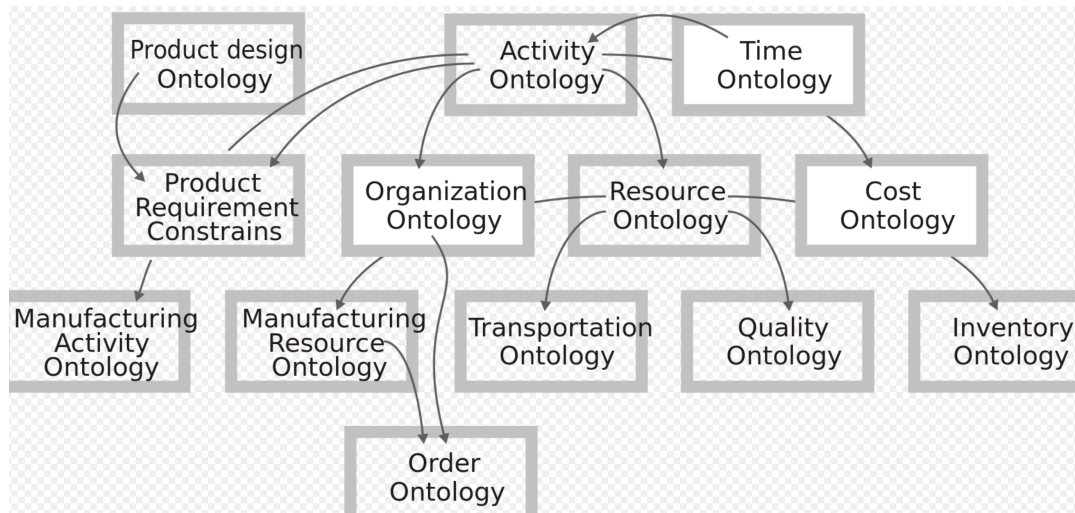 Product design
Ontology
Activity
Ontology
Time
Ontology
Product
Requirement
Constrains
Organization
Ontology
Resource
Ontology
Cost
Ontology
Manufacturing
Activity
Ontology
Manufacturing
Resource
Ontology
Transportation
Ontology
Quality
Ontology
Inventory
Ontology
Order
Ontology